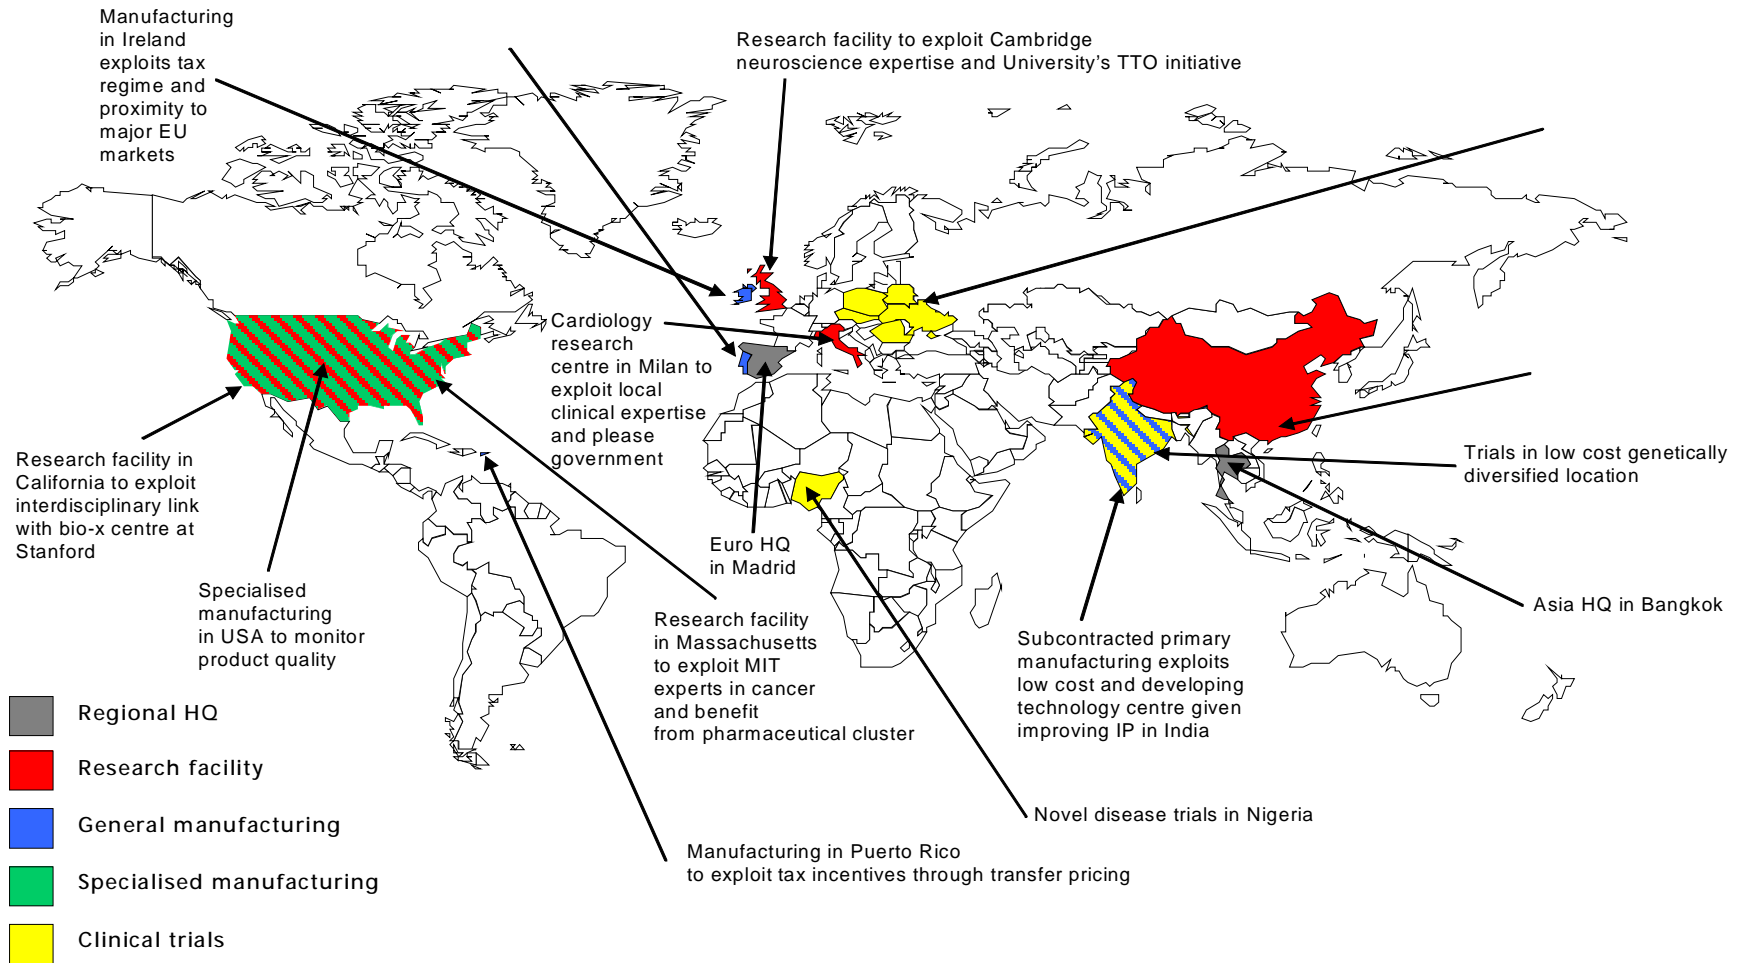 Manufacturing
in Ireland
exploits tax
regime and
proximity to
major EU
markets
Research facility to exploit Cambridge
neuroscience expertise and University's TTO initiative
Cardiology
research
centre in Milan to
exploit local
clinical expertise
and please
government
Research facility in
California to exploit
interdisciplinary link
with bio-x centre at
Stanford
Trials in low cost genetically
diversified location
Euro HQ
in Madrid
Specialised
manufacturing
in USA to monitor
product quality
Research facility
in Massachusetts
to exploit MIT
experts in cancer
and benefit
from pharmaceutical cluster
Subcontracted primary
manufacturing exploits
low cost and developing
technology centre given
improving IP in India
Asia HQ in Bangkok
Novel disease trials in Nigeria
Manufacturing in Puerto Rico
to exploit tax incentives through transfer pricing
Regional HQ
Research facility
General manufacturing
Specialised manufacturing
Clinical trials